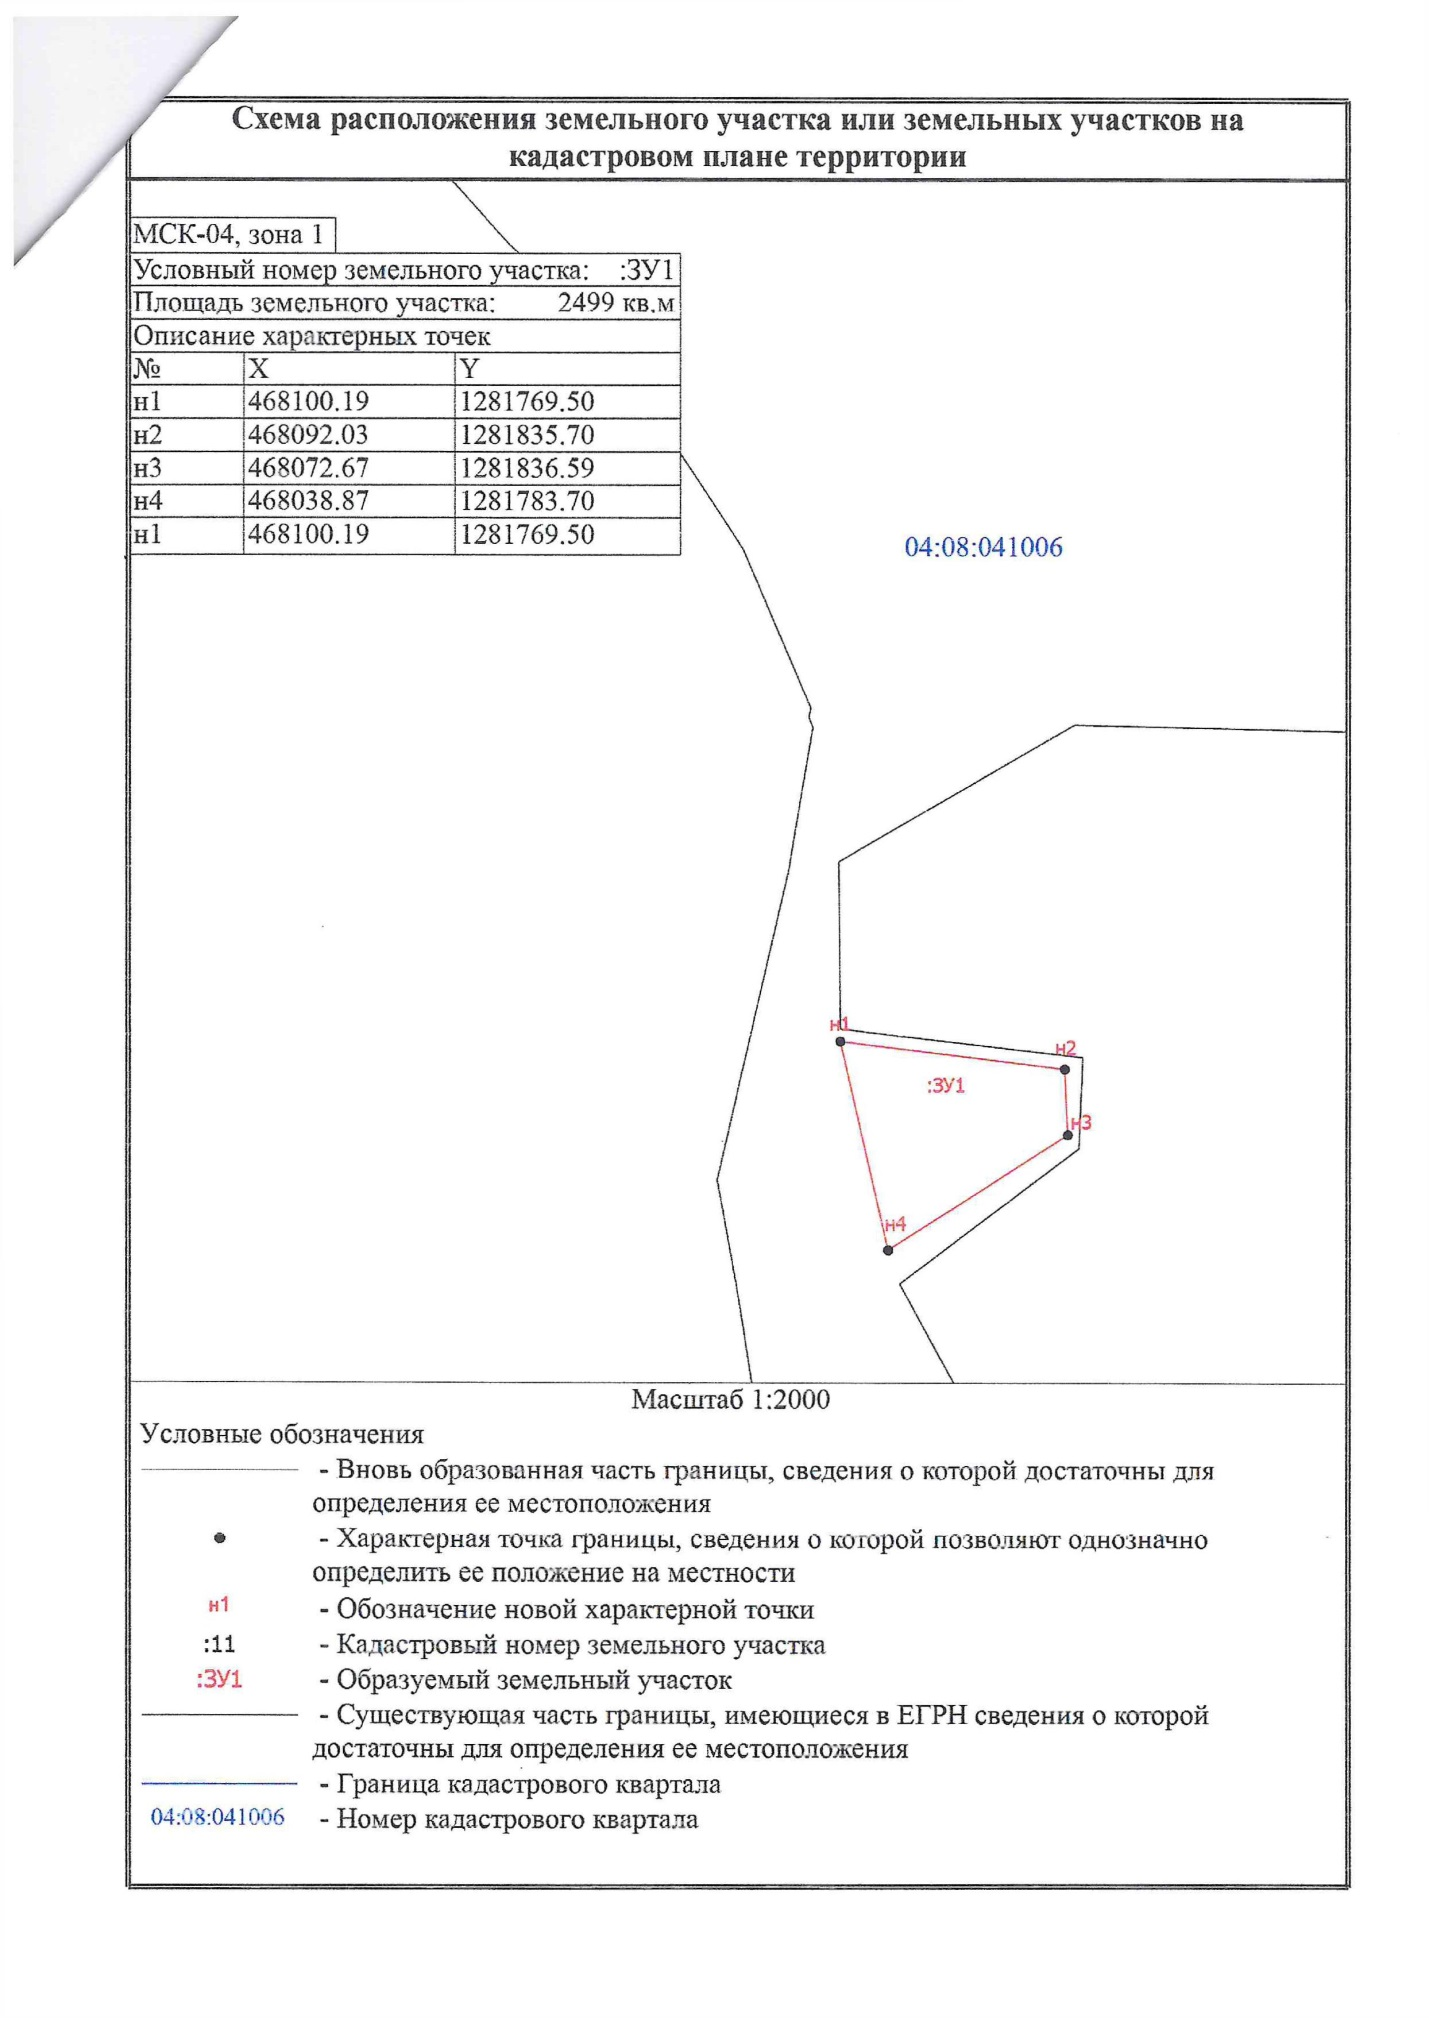 Схема расположения земельного участка или земельных участков на
кадастровом плане территории
МСК-04, зона 1
Условный номер земельного участка: :ЗУ1
Площадь земельного участка: 2499 кв.м
Описание характерных точек
№ X Y
н1 468100.19 1281769.50
н2 468092.03 1281835.70
н3 468072.67 1281836.59
н4 468038.87 1281783.70
н1 468100.19 1281769.50
04:08:041006
н1
н2
:ЗУ1
н3
н4
Масштаб 1:2000
Условные обозначения
- Вновь образованная часть границы, сведения о которой достаточны для
определения ее местоположения
- Характерная точка границы, сведения о которой позволяют однозначно
определить ее положение на местности
н1 - Обозначение новой характерной точки
:11 - Кадастровый номер земельного участка
:ЗУ1 - Образуемый земельный участок
- Существующая часть границы, имеющиеся в ЕГРН сведения о которой
достаточны для определения ее местоположения
- Граница кадастрового квартала
04:08:041006 - Номер кадастрового квартала